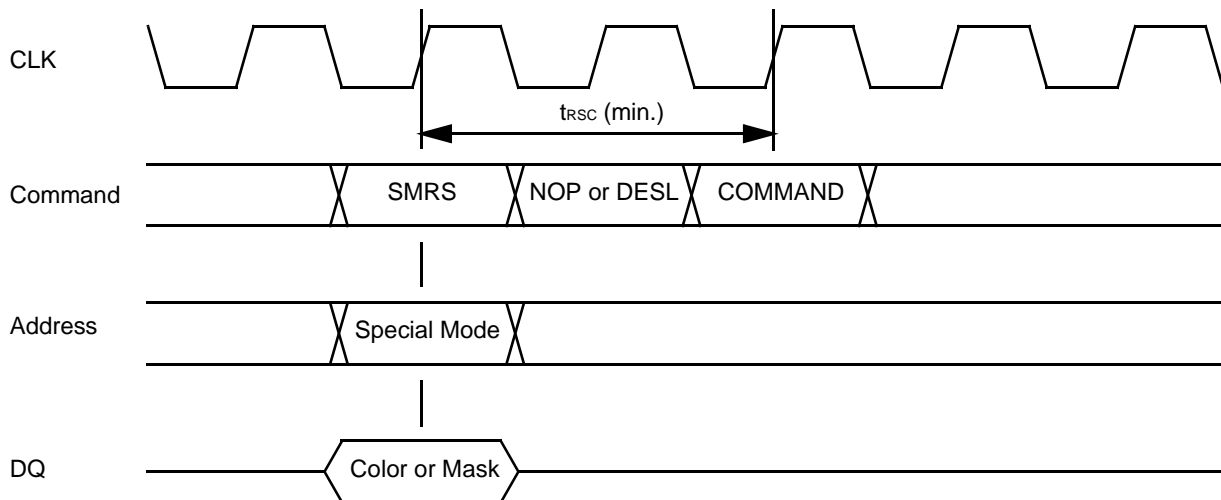 CLK
tRSC (min.)
Command
SMRS
NOP or DESL
COMMAND
Address
Special Mode
DQ
Color or Mask